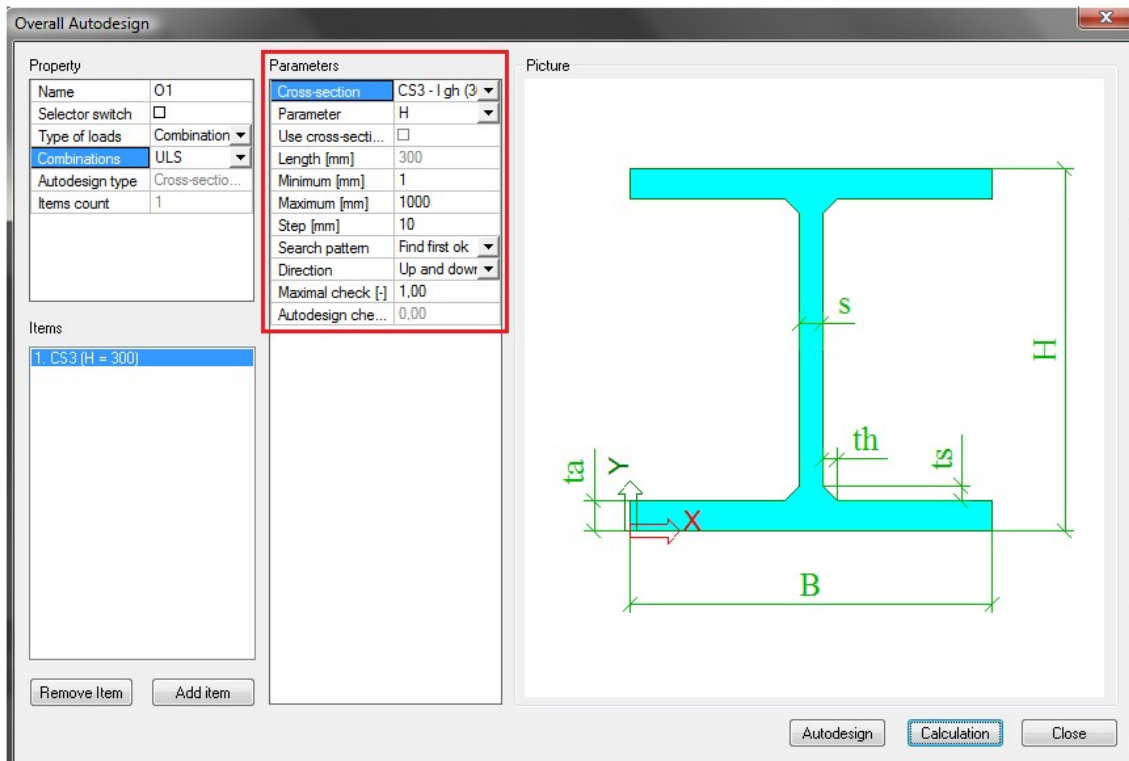 Overall Autodesign
Property
Name O1
Selector switch
Type of loads Combination
Combinations ULS
Autodesign type Cross-sectio...
Items count 1
Items
1. CS3 (H = 300)
Remove Item Add item
Parameters
Cross-section CS3 - I gh (3
Parameter H
Use cross-secti...
Length [mm] 300
Minimum [mm] 1
Maximum [mm] 1000
Step [mm] 10
Search pattern Find first ok
Direction Up and dowr
Maximal check [-] 1,00
Autodesign che... 0,00
Picture
s
H
th
ts
ta
Y
X
B
Autodesign Calculation Close